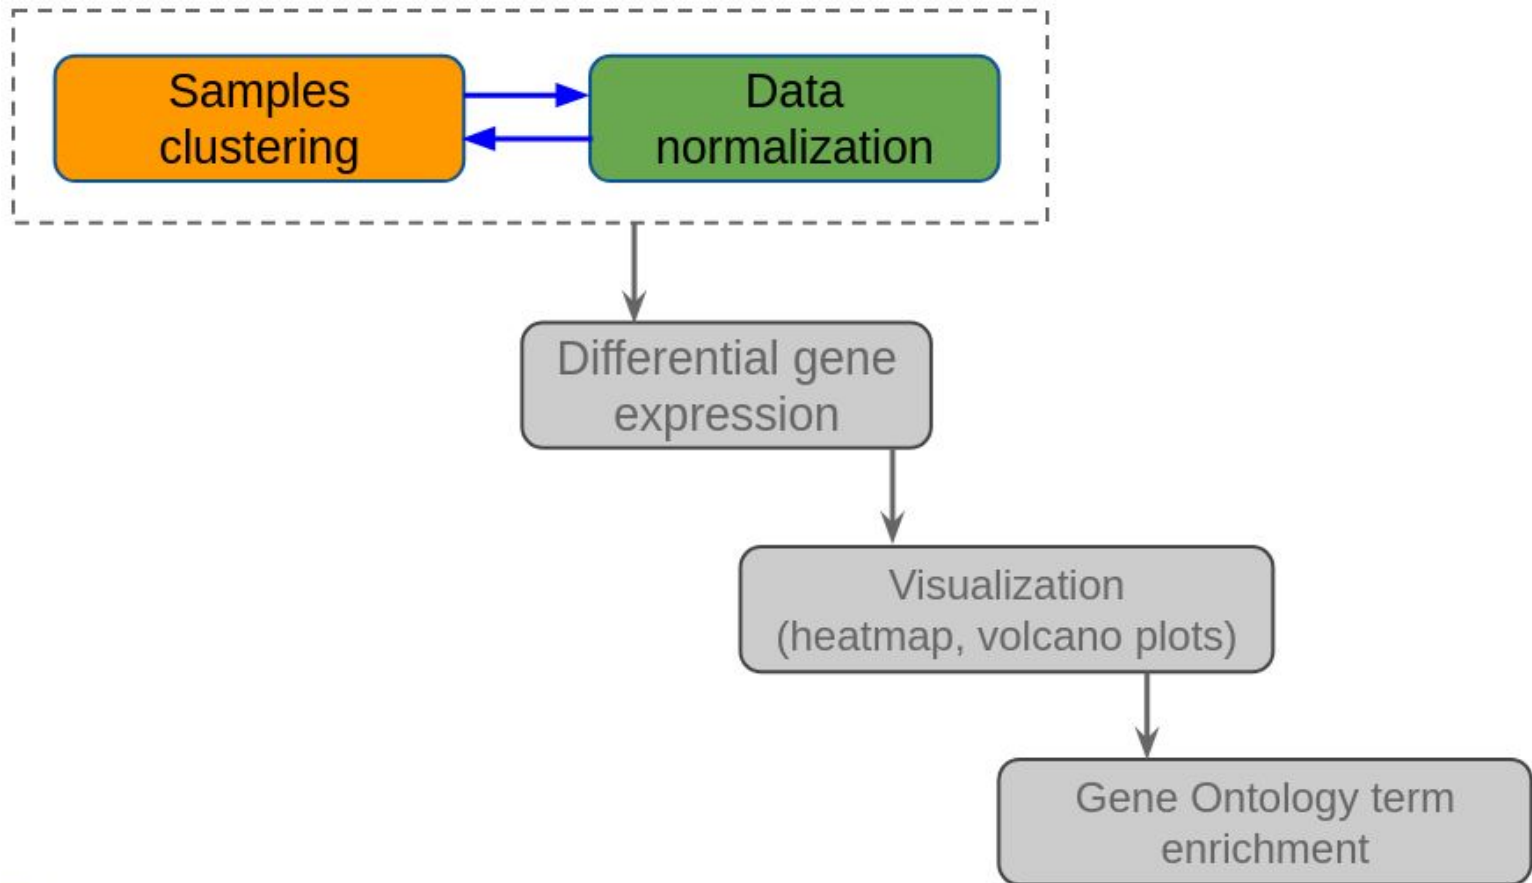 Samples
clustering
Data
normalization
Differential gene
expression
Visualization
(heatmap, volcano plots)
Gene Ontology term
enrichment